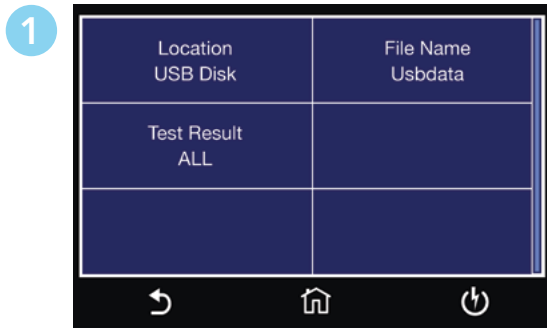 1
Location
USB Disk
File Name
Usbdata
Test Result
ALL